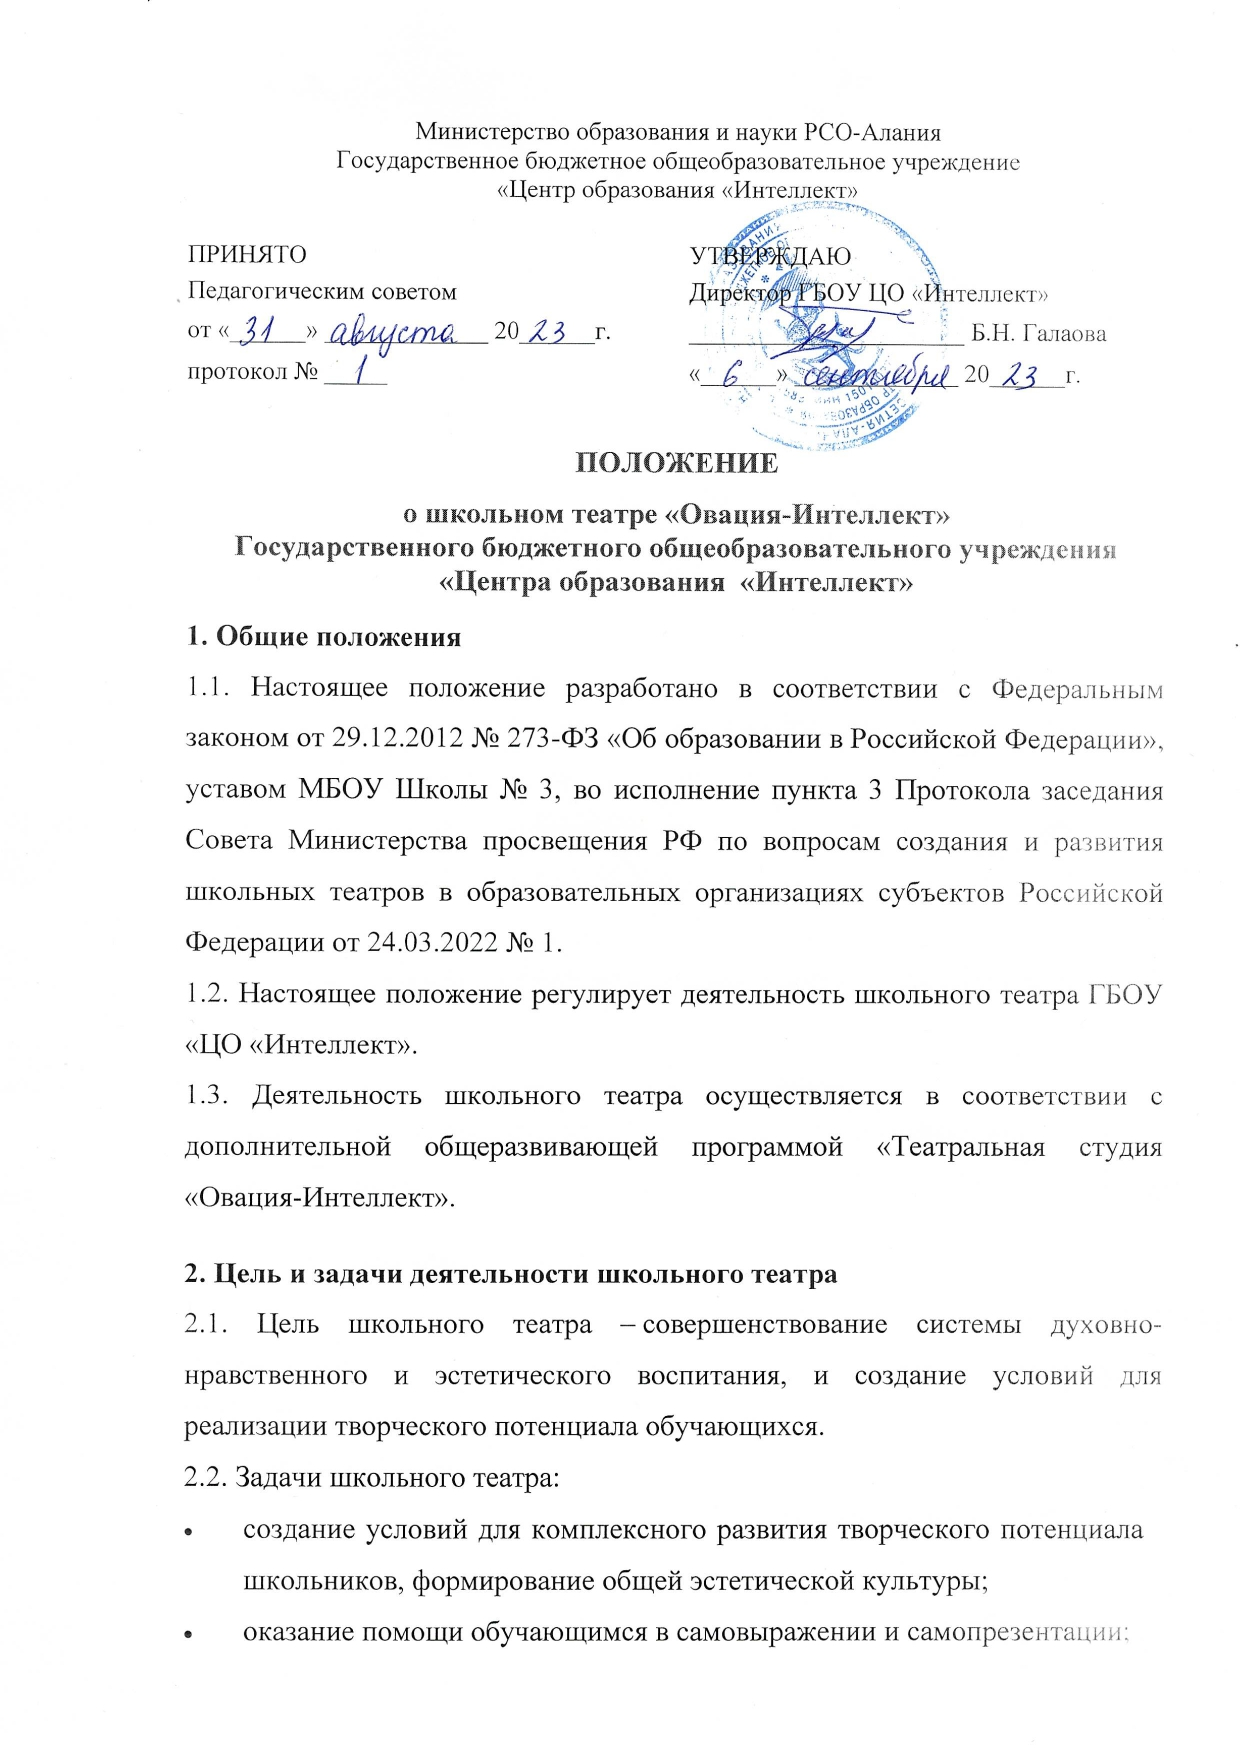 Министерство образования и науки РСО-Алания
Государственное бюджетное общеобразовательное учреждение
«Центр образования «Интеллект»
ПРИНЯТО
Педагогическим советом
от «31» августа 2023г.
протокол № 1
УТВЕРЖДАЮ
Директор ГБОУ ЦО «Интеллект»
Б.Н. Галаова
«6» сентября 2023г.
ПОЛОЖЕНИЕ
о школьном театре «Овация-Интеллект»
Государственного бюджетного общеобразовательного учреждения
«Центра образования «Интеллект»
1. Общие положения
1.1. Настоящее положение разработано в соответствии с Федеральным
законом от 29.12.2012 № 273-ФЗ «Об образовании в Российской Федерации»,
уставом МБОУ Школы № 3, во исполнение пункта 3 Протокола заседания
Совета Министерства просвещения РФ по вопросам создания и развития
школьных театров в образовательных организациях субъектов Российской
Федерации от 24.03.2022 № 1.
1.2. Настоящее положение регулирует деятельность школьного театра ГБОУ
«ЦО «Интеллект».
1.3. Деятельность школьного театра осуществляется в соответствии с
дополнительной общеразвивающей программой «Театральная студия
«Овация-Интеллект».
2. Цель и задачи деятельности школьного театра
2.1. Цель школьного театра – совершенствование системы духовно-
нравственного и эстетического воспитания, и создание условий для
реализации творческого потенциала обучающихся.
2.2. Задачи школьного театра:
• создание условий для комплексного развития творческого потенциала
школьников, формирование общей эстетической культуры;
• оказание помощи обучающимся в самовыражении и самопрезентации;